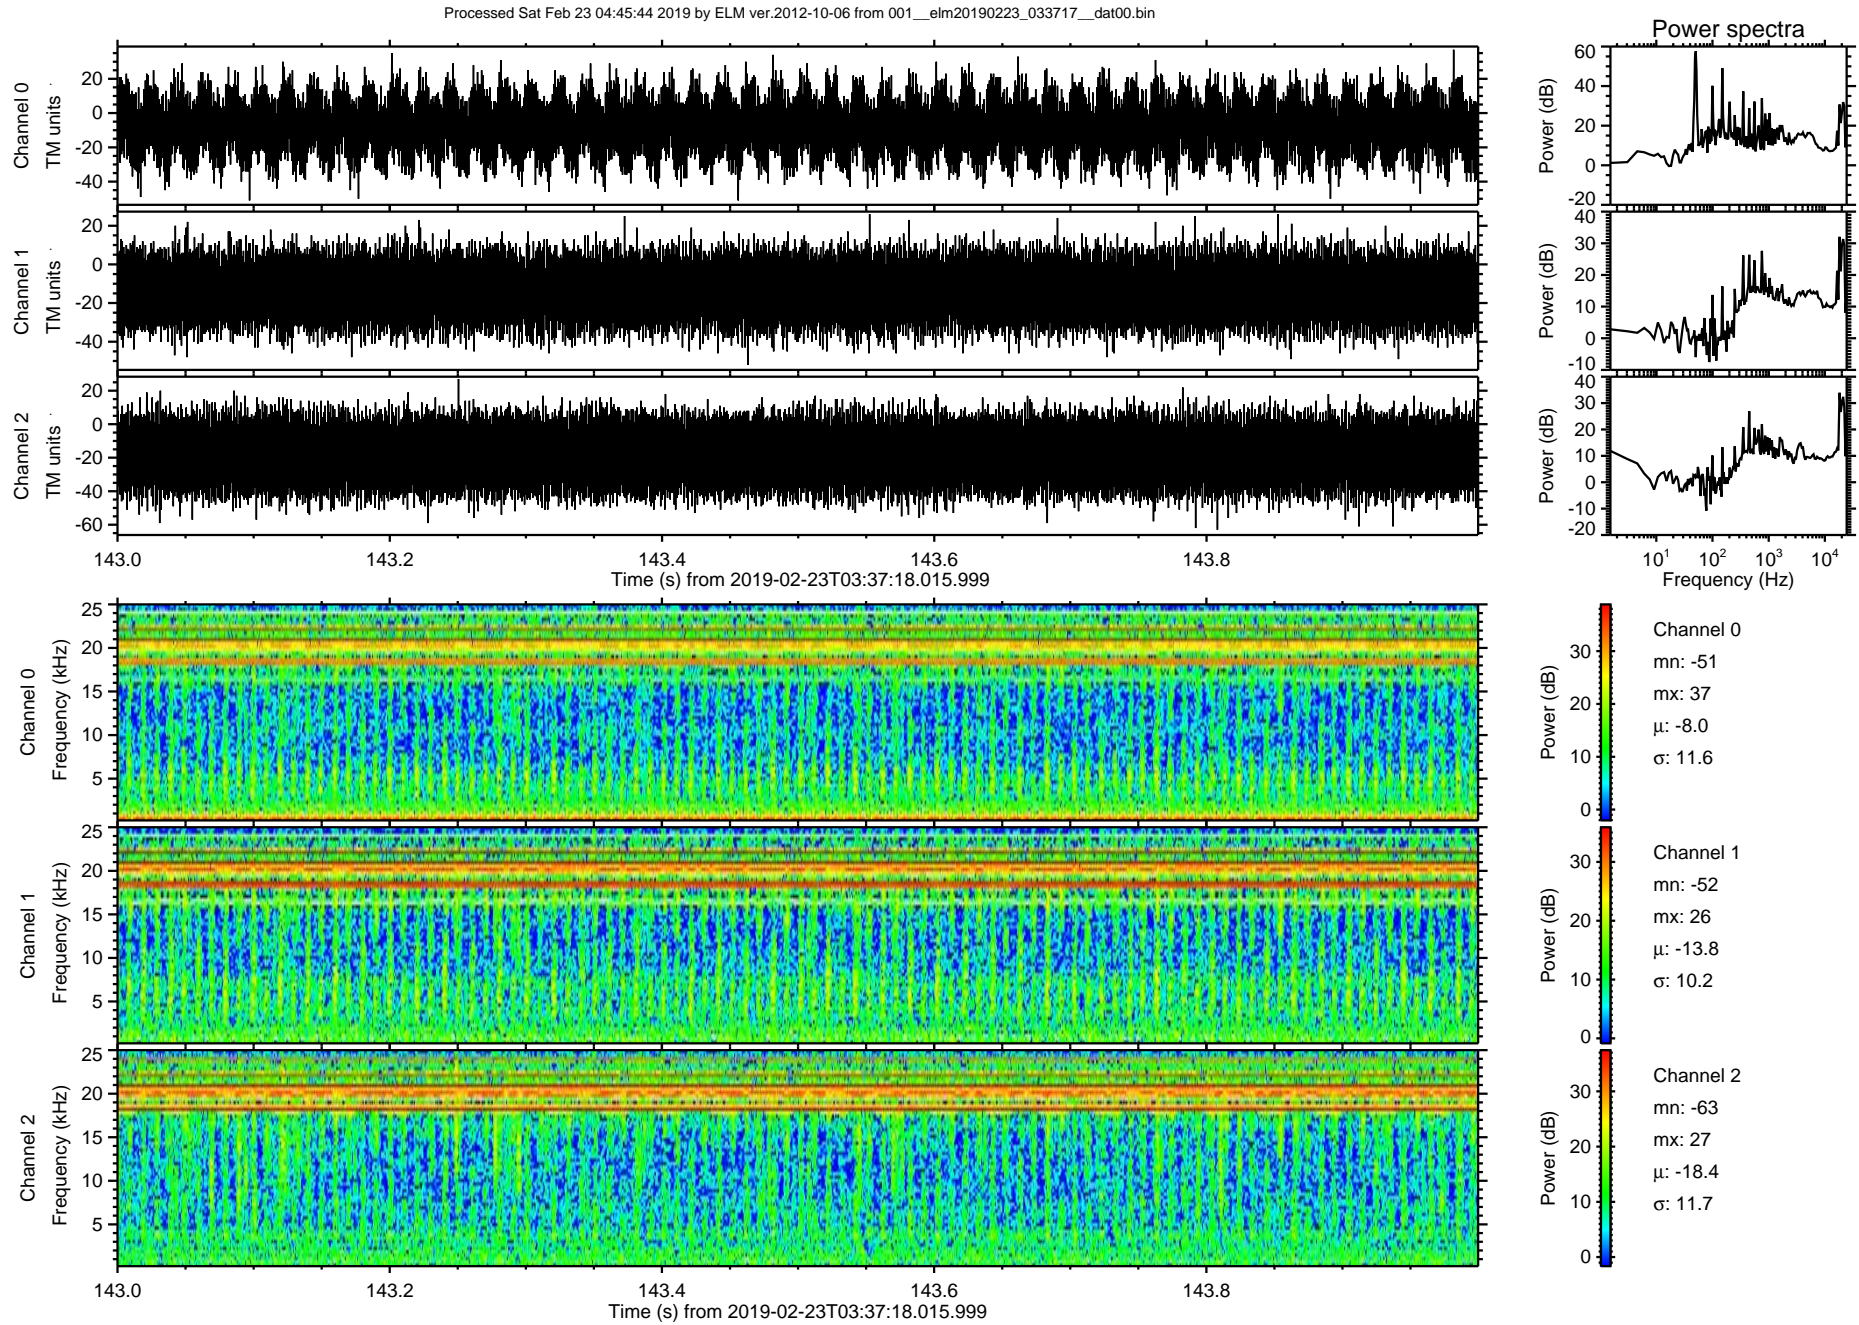 Processed Sat Feb 23 04:45:44 2019 by ELM ver.2012-10-06 from 001__elm20190223_033717__dat00.bin
Power spectra
Channel 0
TM units
20
0
-20
-40
Power (dB)
60
40
20
0
-20
Channel 1
TM units
20
0
-20
-40
Power (dB)
40
30
20
10
0
-10
Channel 2
TM units
20
0
-20
-40
-60
Power (dB)
40
30
20
10
0
-10
-20
143.0
143.2
143.4
143.6
143.8
Time (s) from 2019-02-23T03:37:18.015.999
10¹
10²
10³
10⁴
Frequency (Hz)
Channel 0
Frequency (kHz)
25
20
15
10
5
Power (dB)
30
20
10
0
Channel 0
mn: -51
mx: 37
µ: -8.0
σ: 11.6
Channel 1
Frequency (kHz)
25
20
15
10
5
Power (dB)
30
20
10
0
Channel 1
mn: -52
mx: 26
µ: -13.8
σ: 10.2
Channel 2
Frequency (kHz)
25
20
15
10
5
Power (dB)
30
20
10
0
Channel 2
mn: -63
mx: 27
µ: -18.4
σ: 11.7
143.0
143.2
143.4
143.6
143.8
Time (s) from 2019-02-23T03:37:18.015.999